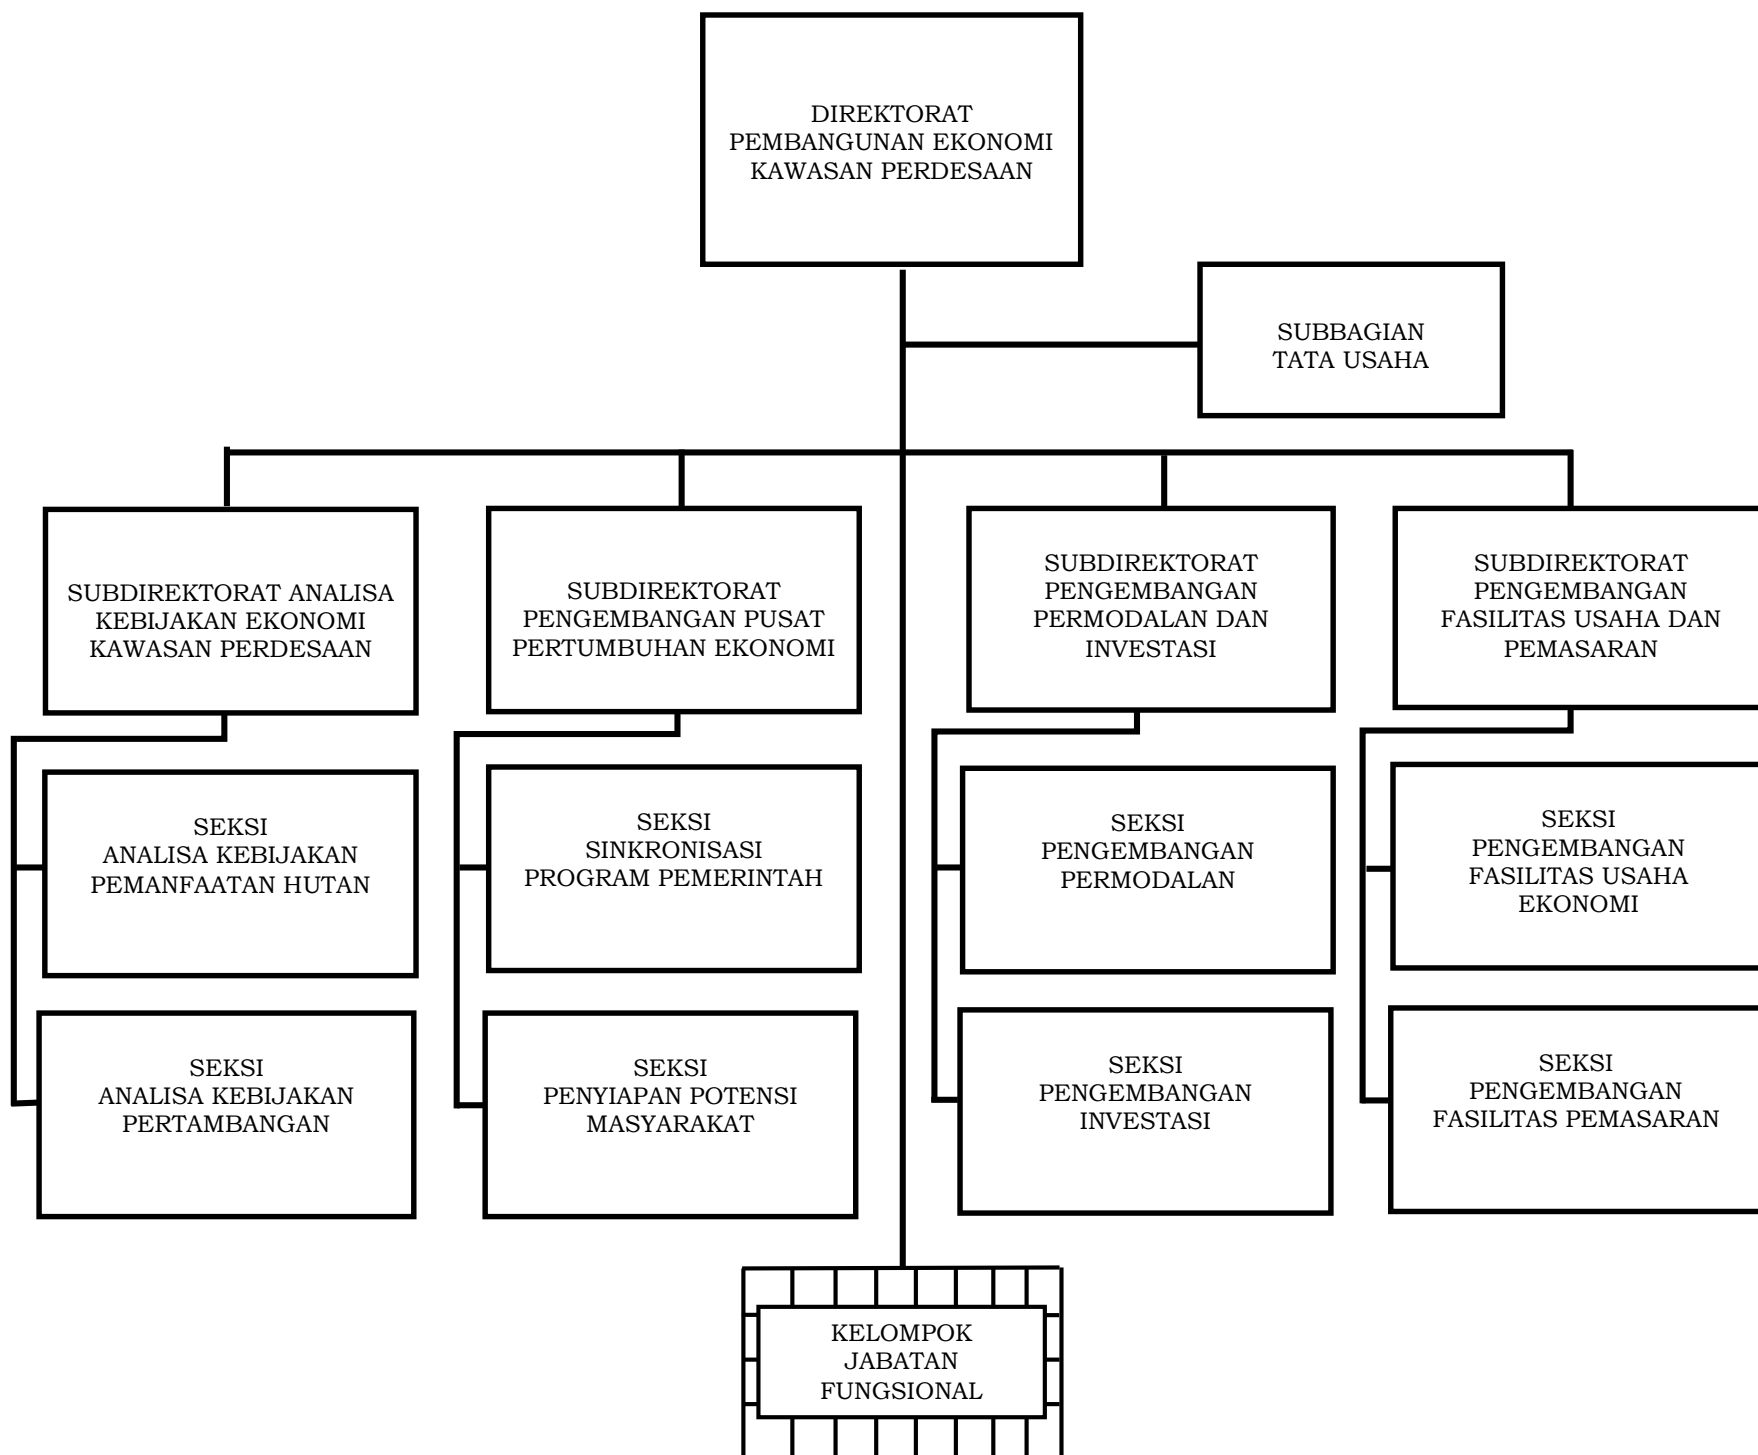 DIREKTORAT
PEMBANGUNAN EKONOMI
KAWASAN PERDESAAN
SUBBAGIAN
TATA USAHA
SUBDIREKTORAT ANALISA
KEBIJAKAN EKONOMI
KAWASAN PERDESAAN
SUBDIREKTORAT
PENGEMBANGAN PUSAT
PERTUMBUHAN EKONOMI
SUBDIREKTORAT
PENGEMBANGAN
PERMODALAN DAN
INVESTASI
SUBDIREKTORAT
PENGEMBANGAN
FASILITAS USAHA DAN
PEMASARAN
SEKSI
ANALISA KEBIJAKAN
PEMANFAATAN HUTAN
SEKSI
SINKRONISASI
PROGRAM PEMERINTAH
SEKSI
PENGEMBANGAN
PERMODALAN
SEKSI
PENGEMBANGAN
FASILITAS USAHA
EKONOMI
SEKSI
ANALISA KEBIJAKAN
PERTAMBANGAN
SEKSI
PENYIAPAN POTENSI
MASYARAKAT
SEKSI
PENGEMBANGAN
INVESTASI
SEKSI
PENGEMBANGAN
FASILITAS PEMASARAN
KELOMPOK
JABATAN
FUNGSIONAL